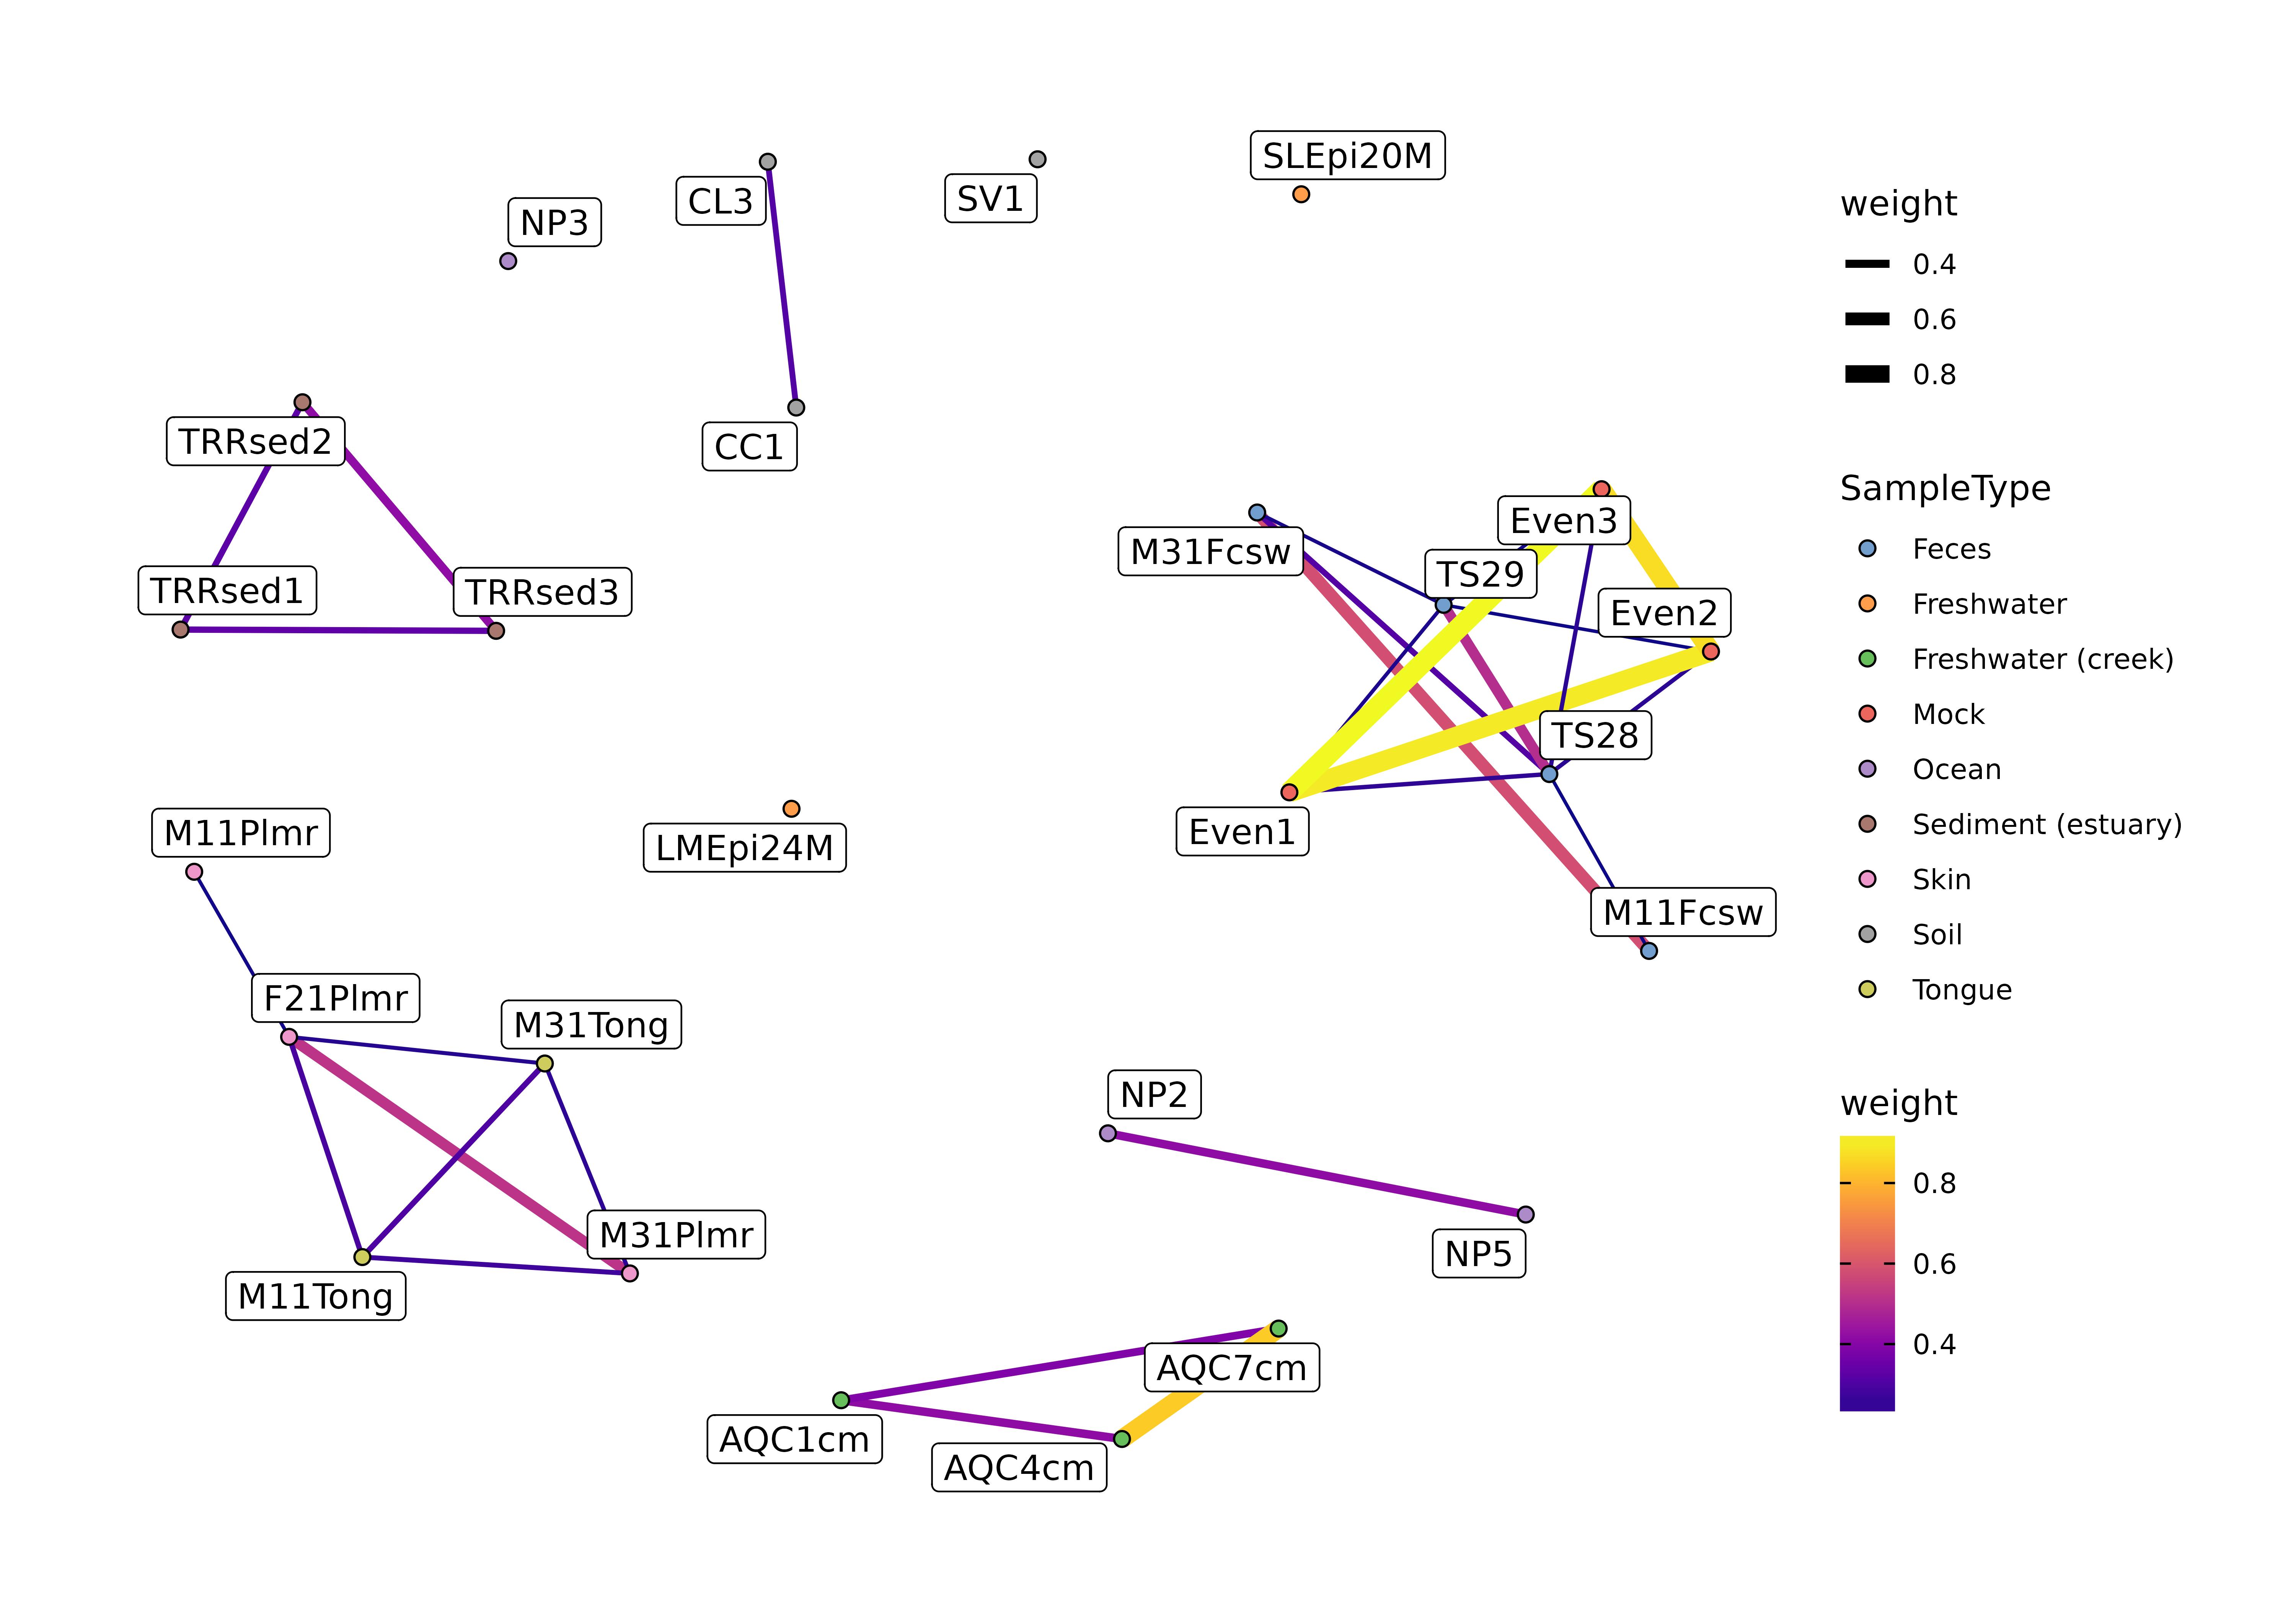 SLEpi20M
CL3
SV1
NP3
TRRsed2
CC1
Even3
M31Fcsw
TS29
TRRsed1
TRRsed3
Even2
TS28
M11Plmr
LMEpi24M
Even1
M11Fcsw
F21Plmr
M31Tong
NP2
M31Plmr
NP5
M11Tong
AQC7cm
AQC1cm
AQC4cm
weight
0.4
0.6
0.8
SampleType
Feces
Freshwater
Freshwater (creek)
Mock
Ocean
Sediment (estuary)
Skin
Soil
Tongue
weight
0.8
0.6
0.4